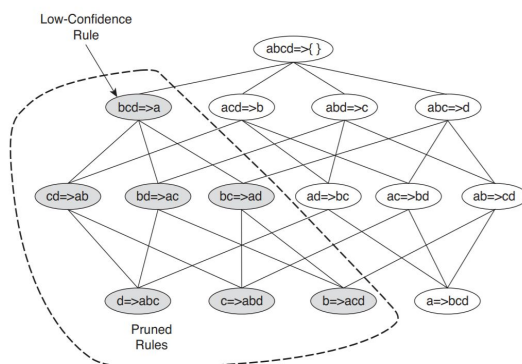 Low-Confidence
Rule
abcd=>{ }
bcd=>a
acd=>b
abd=>c
abc=>d
cd=>ab
bd=>ac
bc=>ad
ad=>bc
ac=>bd
ab=>cd
d=>abc
c=>abd
b=>acd
a=>bcd
Pruned
Rules